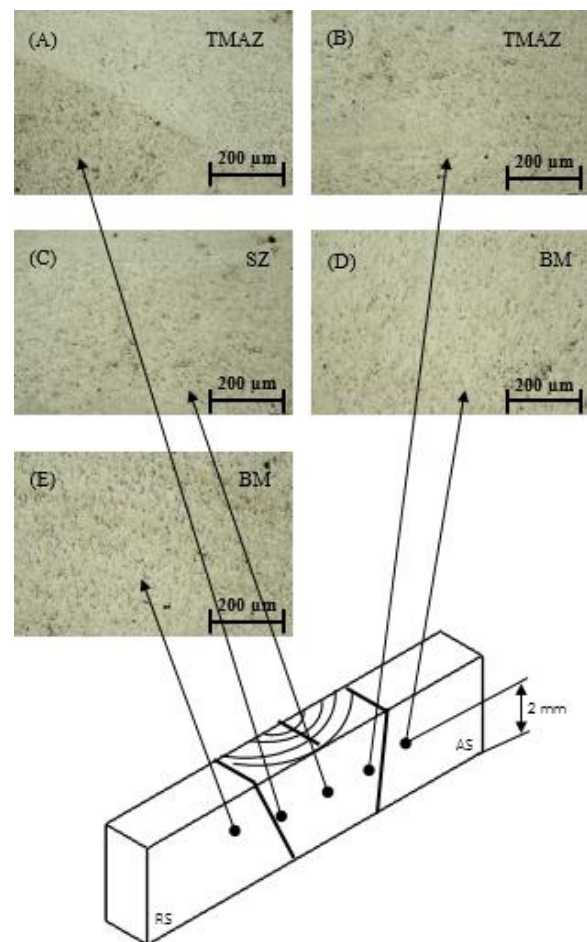 (A) TMAZ
200 µm
(B) TMAZ
200 µm
(C) SZ
200 µm
(D) BM
200 µm
(E) BM
200 µm
2 mm
AS
RS